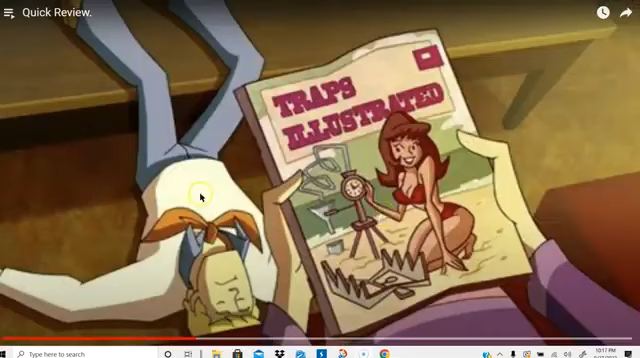 Quick Review.
TRAPS
ILLUSTRATED
Type here to search
10:17 PM